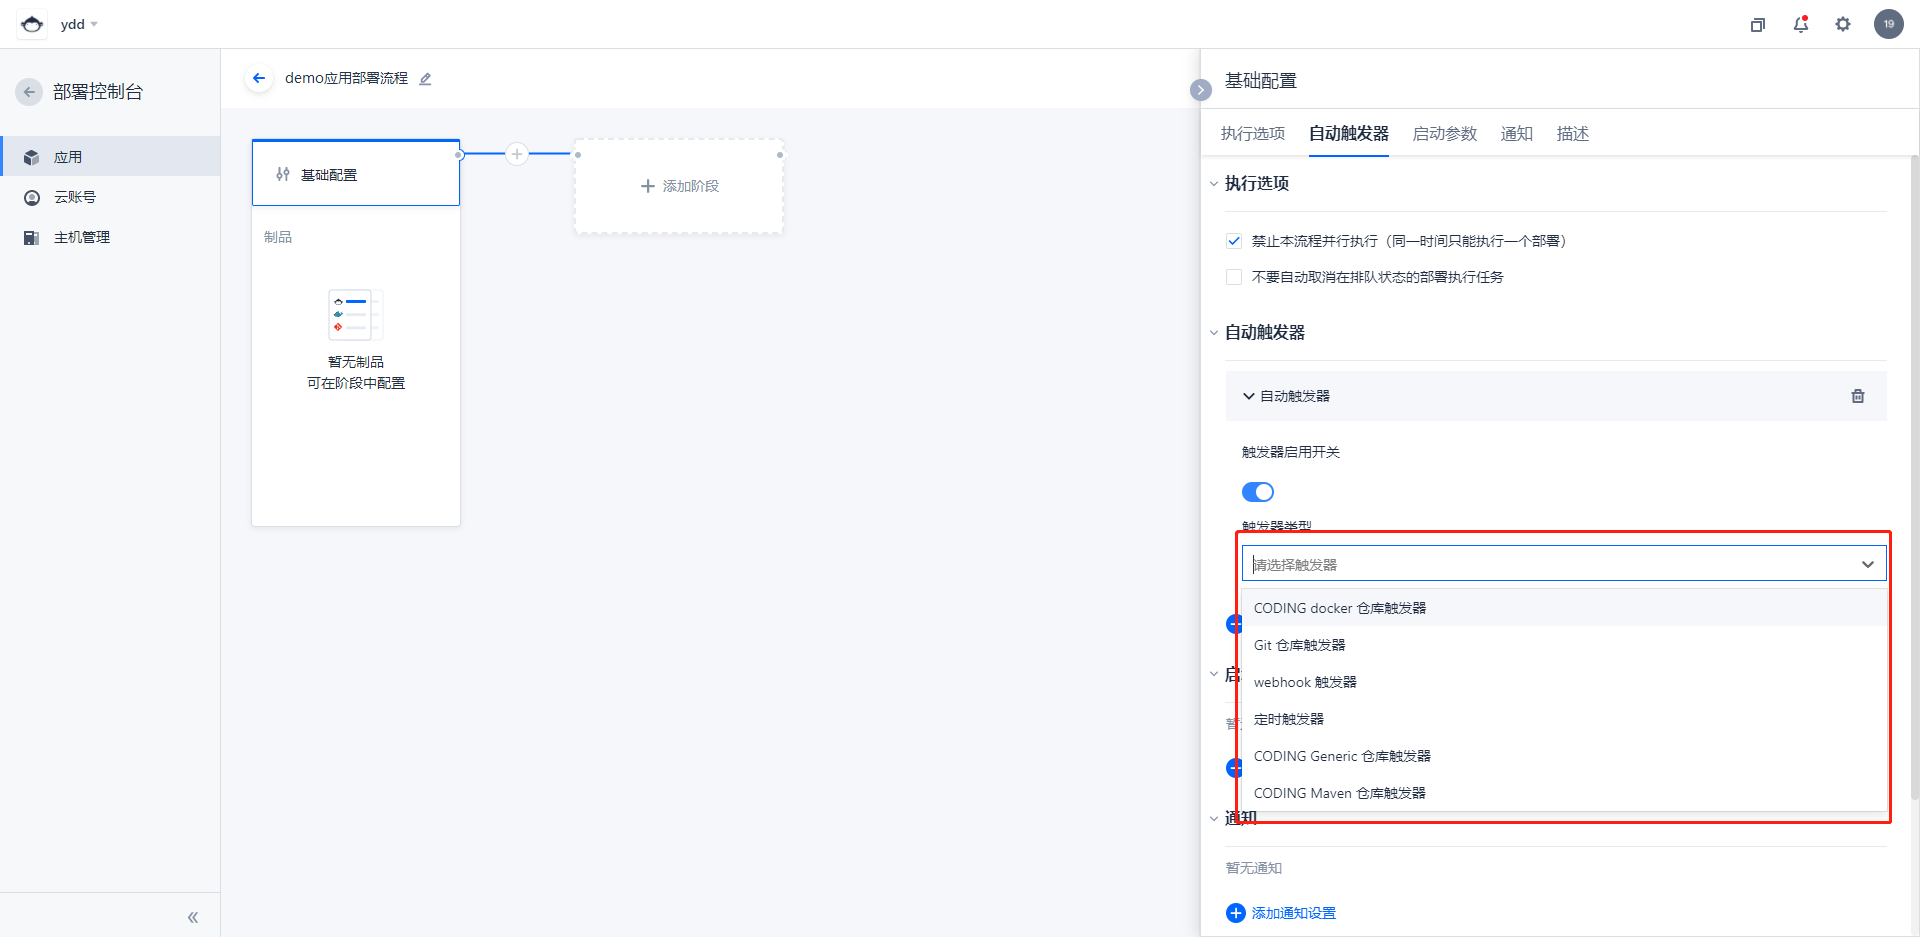 ydd
19
部署控制台
应用
云账号
主机管理
demo应用部署流程
基础配置
制品
暂无制品
可在阶段中配置
添加阶段
基础配置
执行选项 自动触发器 启动参数 通知 描述
执行选项
禁止本流程并行执行（同一时间只能执行一个部署）
不要自动取消在排队状态的部署执行任务
自动触发器
自动触发器
触发器启用开关
触发器类型
请选择触发器
CODING docker 仓库触发器
Git 仓库触发器
webhook 触发器
启
定时触发器
暂
CODING Generic 仓库触发器
CODING Maven 仓库触发器
通知
暂无通知
添加通知设置